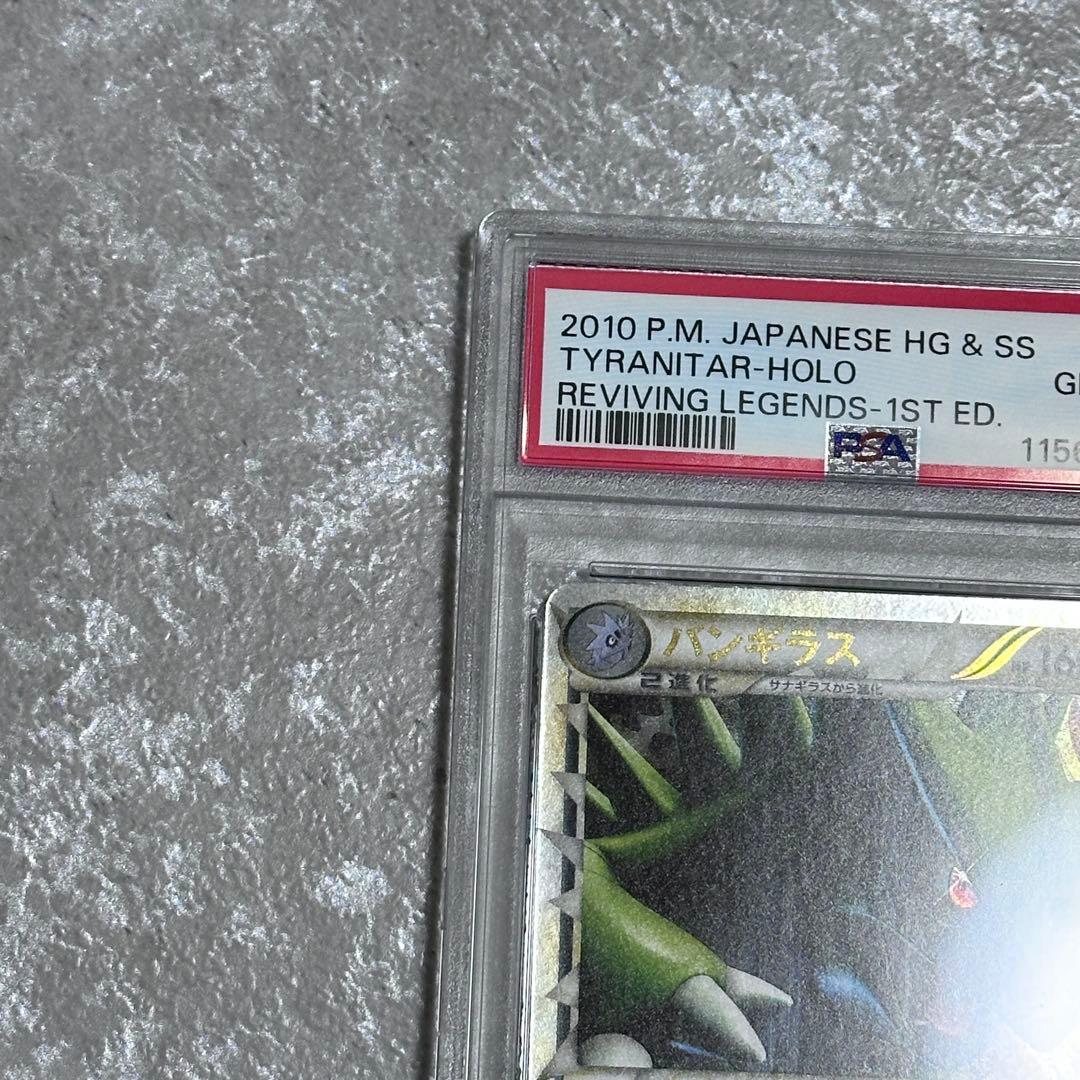 2010 P.M. JAPANESE HG & SS
TYRANITAR-HOLO
REVIVING LEGENDS-1ST ED.
PSA
バンギラス
2進化
サナギラスから進化